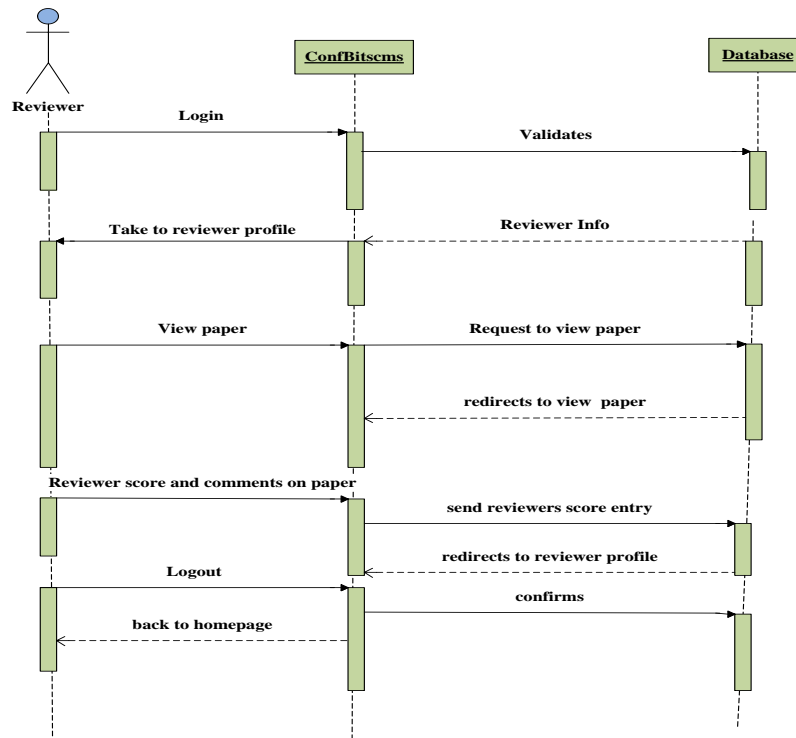 ConfBitscms
Database
Reviewer
Login
Validates
Take to reviewer profile
Reviewer Info
View paper
Request to view paper
redirects to view paper
Reviewer score and comments on paper
send reviewers score entry
redirects to reviewer profile
Logout
confirms
back to homepage